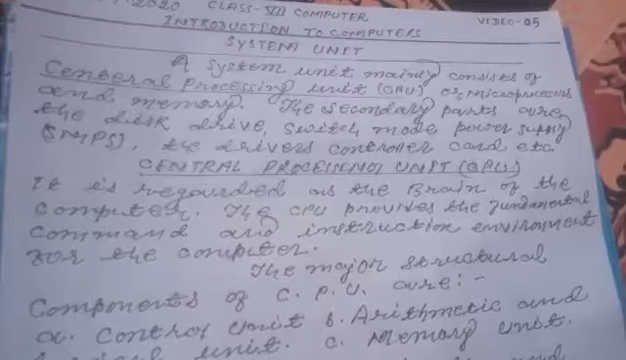 2020 CLASS-VIII COMPUTER VIDEO-05
INTRODUCTION TO COMPUTERS
SYSTEM UNIT
A System unit mainly consists of
Centeral Processing unit (CPU) or microprocessors
and memory. The secondary parts are
the disk drive, switch mode power supply
(SMPS), the drivers controller card etc.
CENTRAL PROCESSING UNIT (CPU)
It is regourded as the Brain of the
Computer. The CPU provides the fundamental
Command and instruction environment
for the computer.
The major structural
Components of C.P.U. are:-
a. Control unit b. Arithmetic and
unit. c. Memory unit.